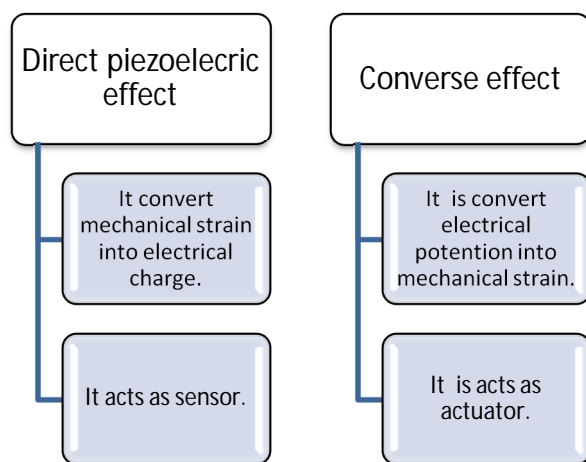 Direct piezoelecric
effect
It convert
mechanical strain
into electrical
charge.
It acts as sensor.
Converse effect
It is convert
electrical
potention into
mechanical strain.
It is acts as
actuator.